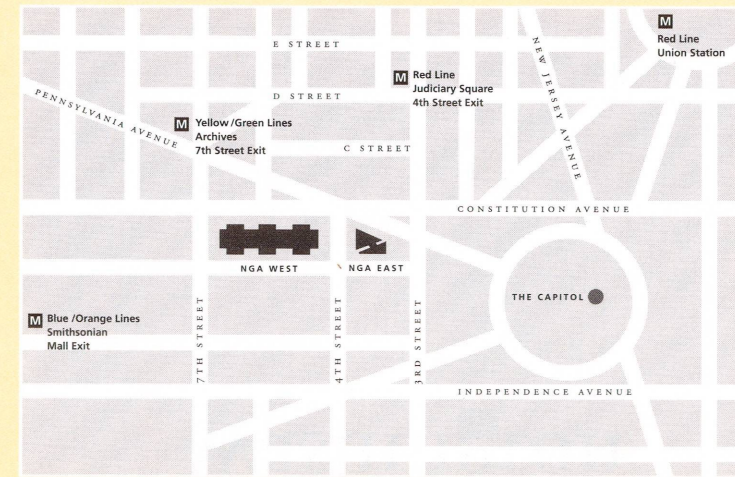 M
Red Line
Union Station
E STREET
NEW JERSEY AVENUE
M Red Line
Judiciary Square
4th Street Exit
D STREET
PENNSYLVANIA AVENUE
M Yellow/Green Lines
Archives
7th Street Exit
C STREET
CONSTITUTION AVENUE
NGA WEST
NGA EAST
THE CAPITOL
M Blue/Orange Lines
Smithsonian
Mall Exit
7TH STREET
4TH STREET
3RD STREET
INDEPENDENCE AVENUE